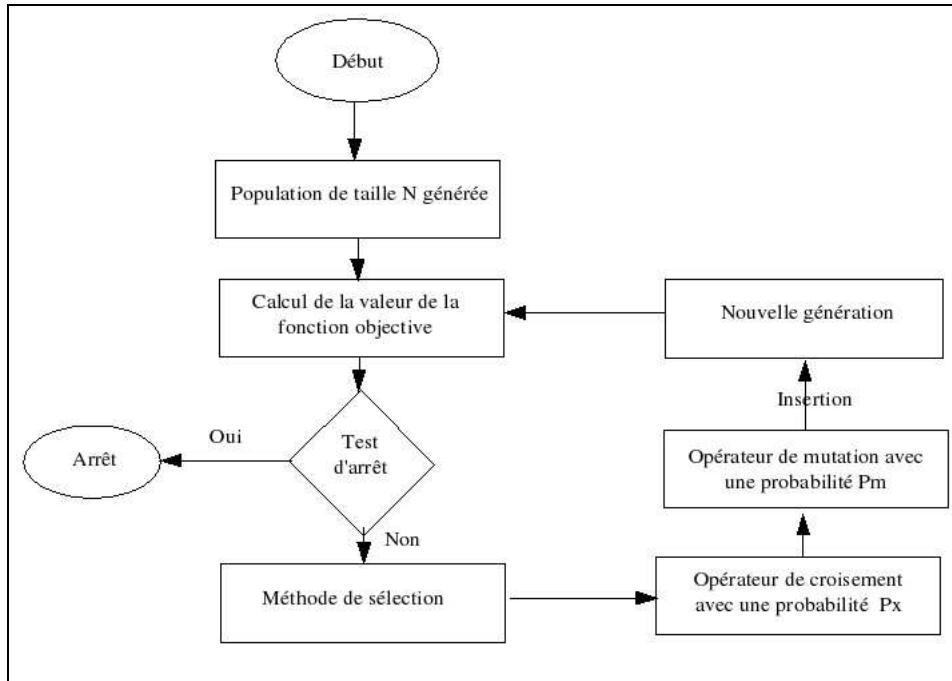 Début
Population de taille N générée
Calcul de la valeur de la
fonction objective
Nouvelle génération
Insertion
Oui
Test
d'arrêt
Arrêt
Opérateur de mutation avec
une probabilité Pm
Non
Méthode de sélection
Opérateur de croisement
avec une probabilité Px